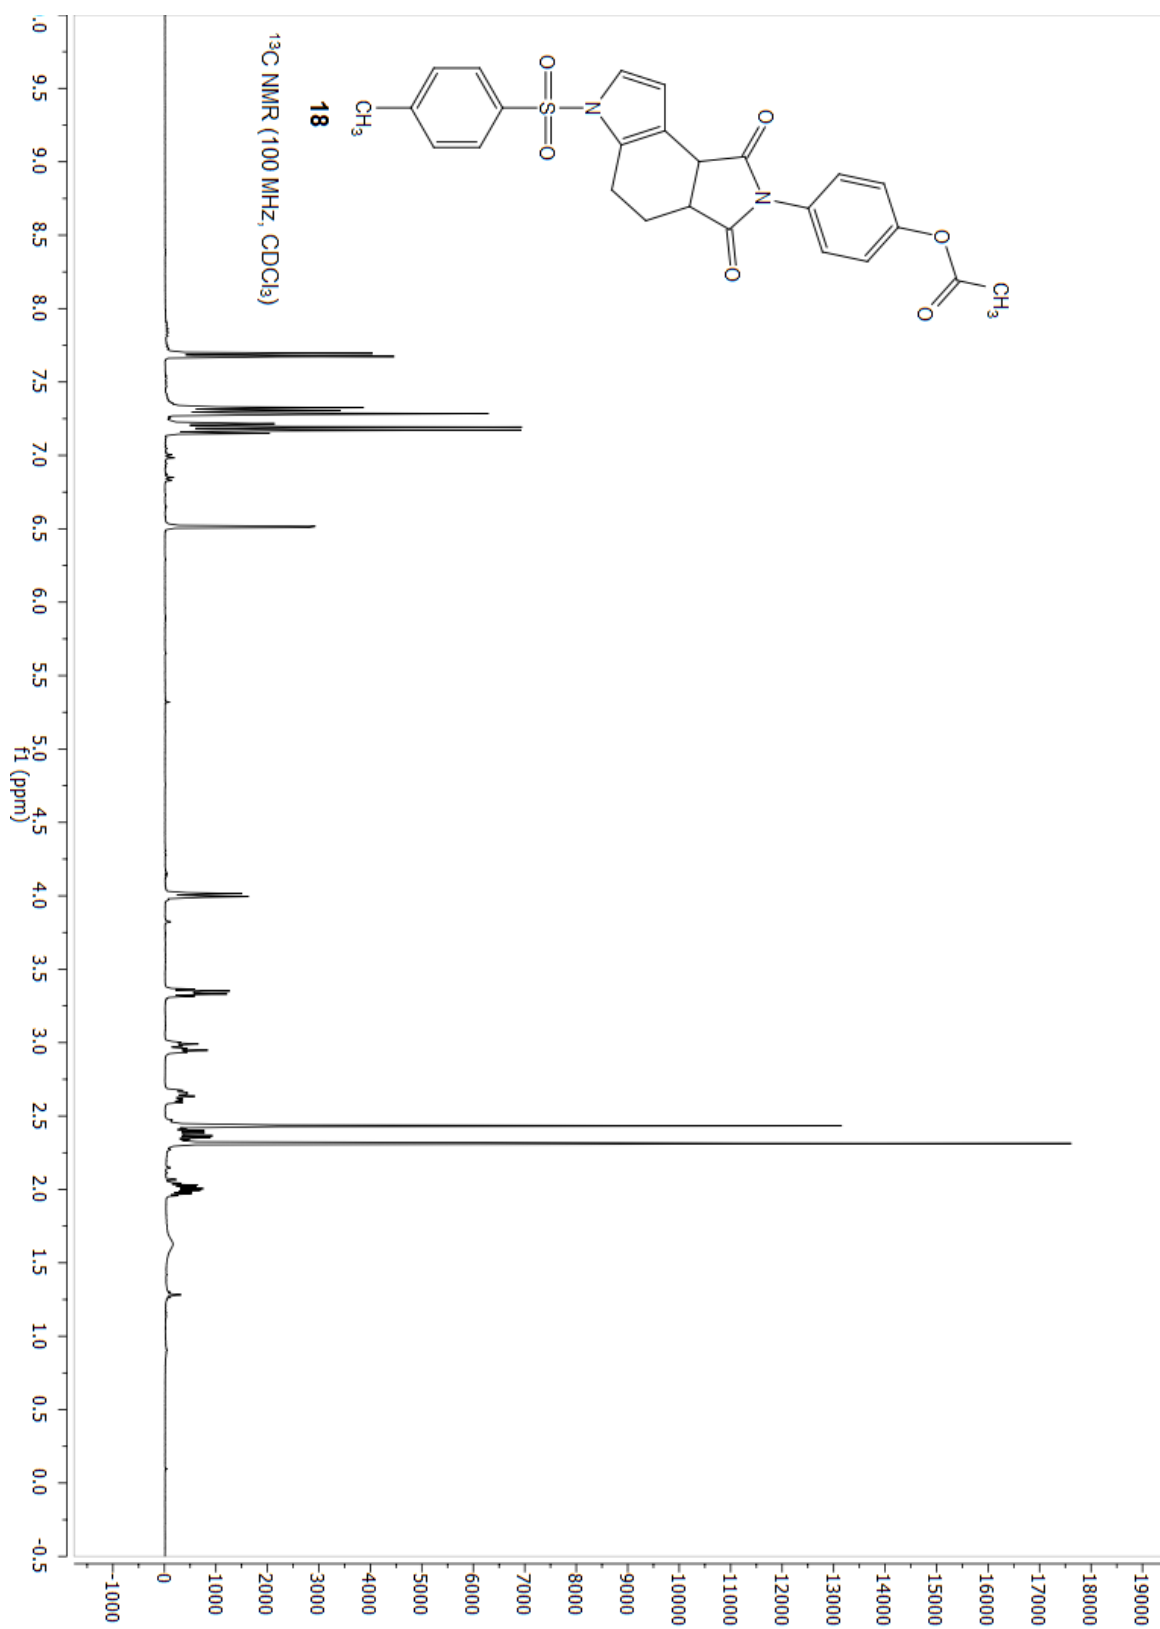 CH₃
O
O
O
N
O
N
O S O
CH₃
18
¹³C NMR (100 MHz, CDCl₃)
19000
18000
17000
16000
15000
14000
13000
12000
11000
10000
9000
8000
7000
6000
5000
4000
3000
2000
1000
0
-1000
.0 9.5 9.0 8.5 8.0 7.5 7.0 6.5 6.0 5.5 5.0 4.5 4.0 3.5 3.0 2.5 2.0 1.5 1.0 0.5 0.0 -0.5
f1 (ppm)